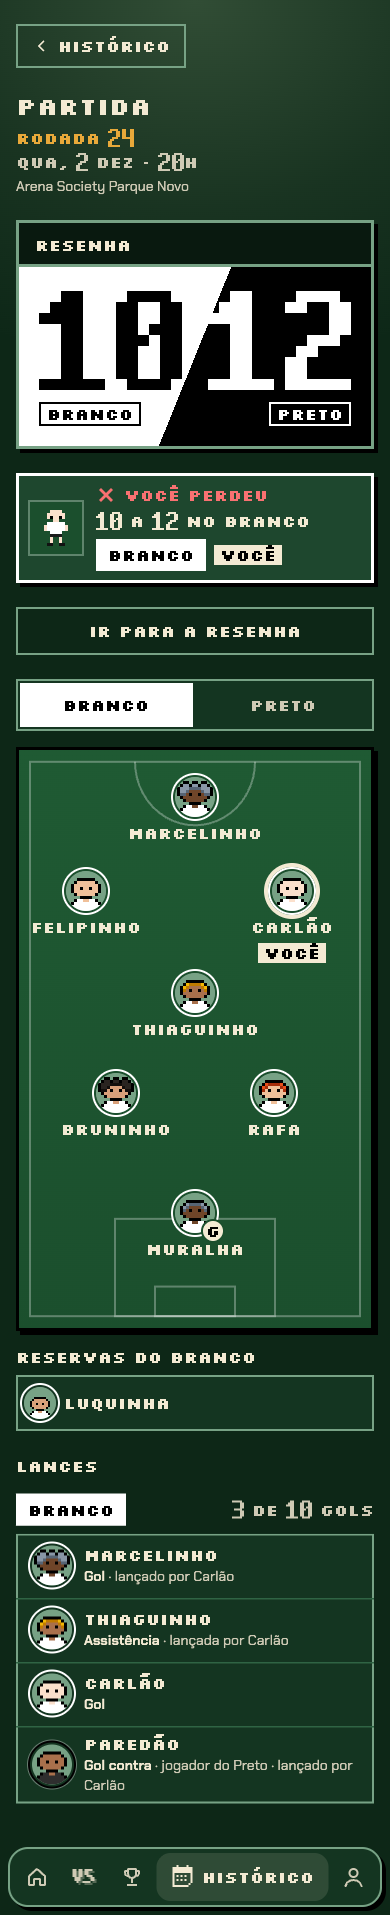 HISTÓRICO
PARTIDA
RODADA 24
QUA, 2 DEZ · 20H
Arena Society Parque Novo
RESENHA
10 12
BRANCO PRETO
VOCÊ PERDEU
10 A 12 NO BRANCO
BRANCO VOCÊ
IR PARA A RESENHA
BRANCO PRETO
MARCELINHO
FELIPINHO CARLÃO
VOCÊ
THIAGUINHO
BRUNINHO RAFA
G
MURALHA
RESERVAS DO BRANCO
LUQUINHA
LANCES
BRANCO 3 DE 10 GOLS
MARCELINHO
Gol · lançado por Carlão
THIAGUINHO
Assistência · lançada por Carlão
CARLÃO
Gol
PAREDÃO
Gol contra · jogador do Preto · lançado por
Carlão
VS HISTÓRICO